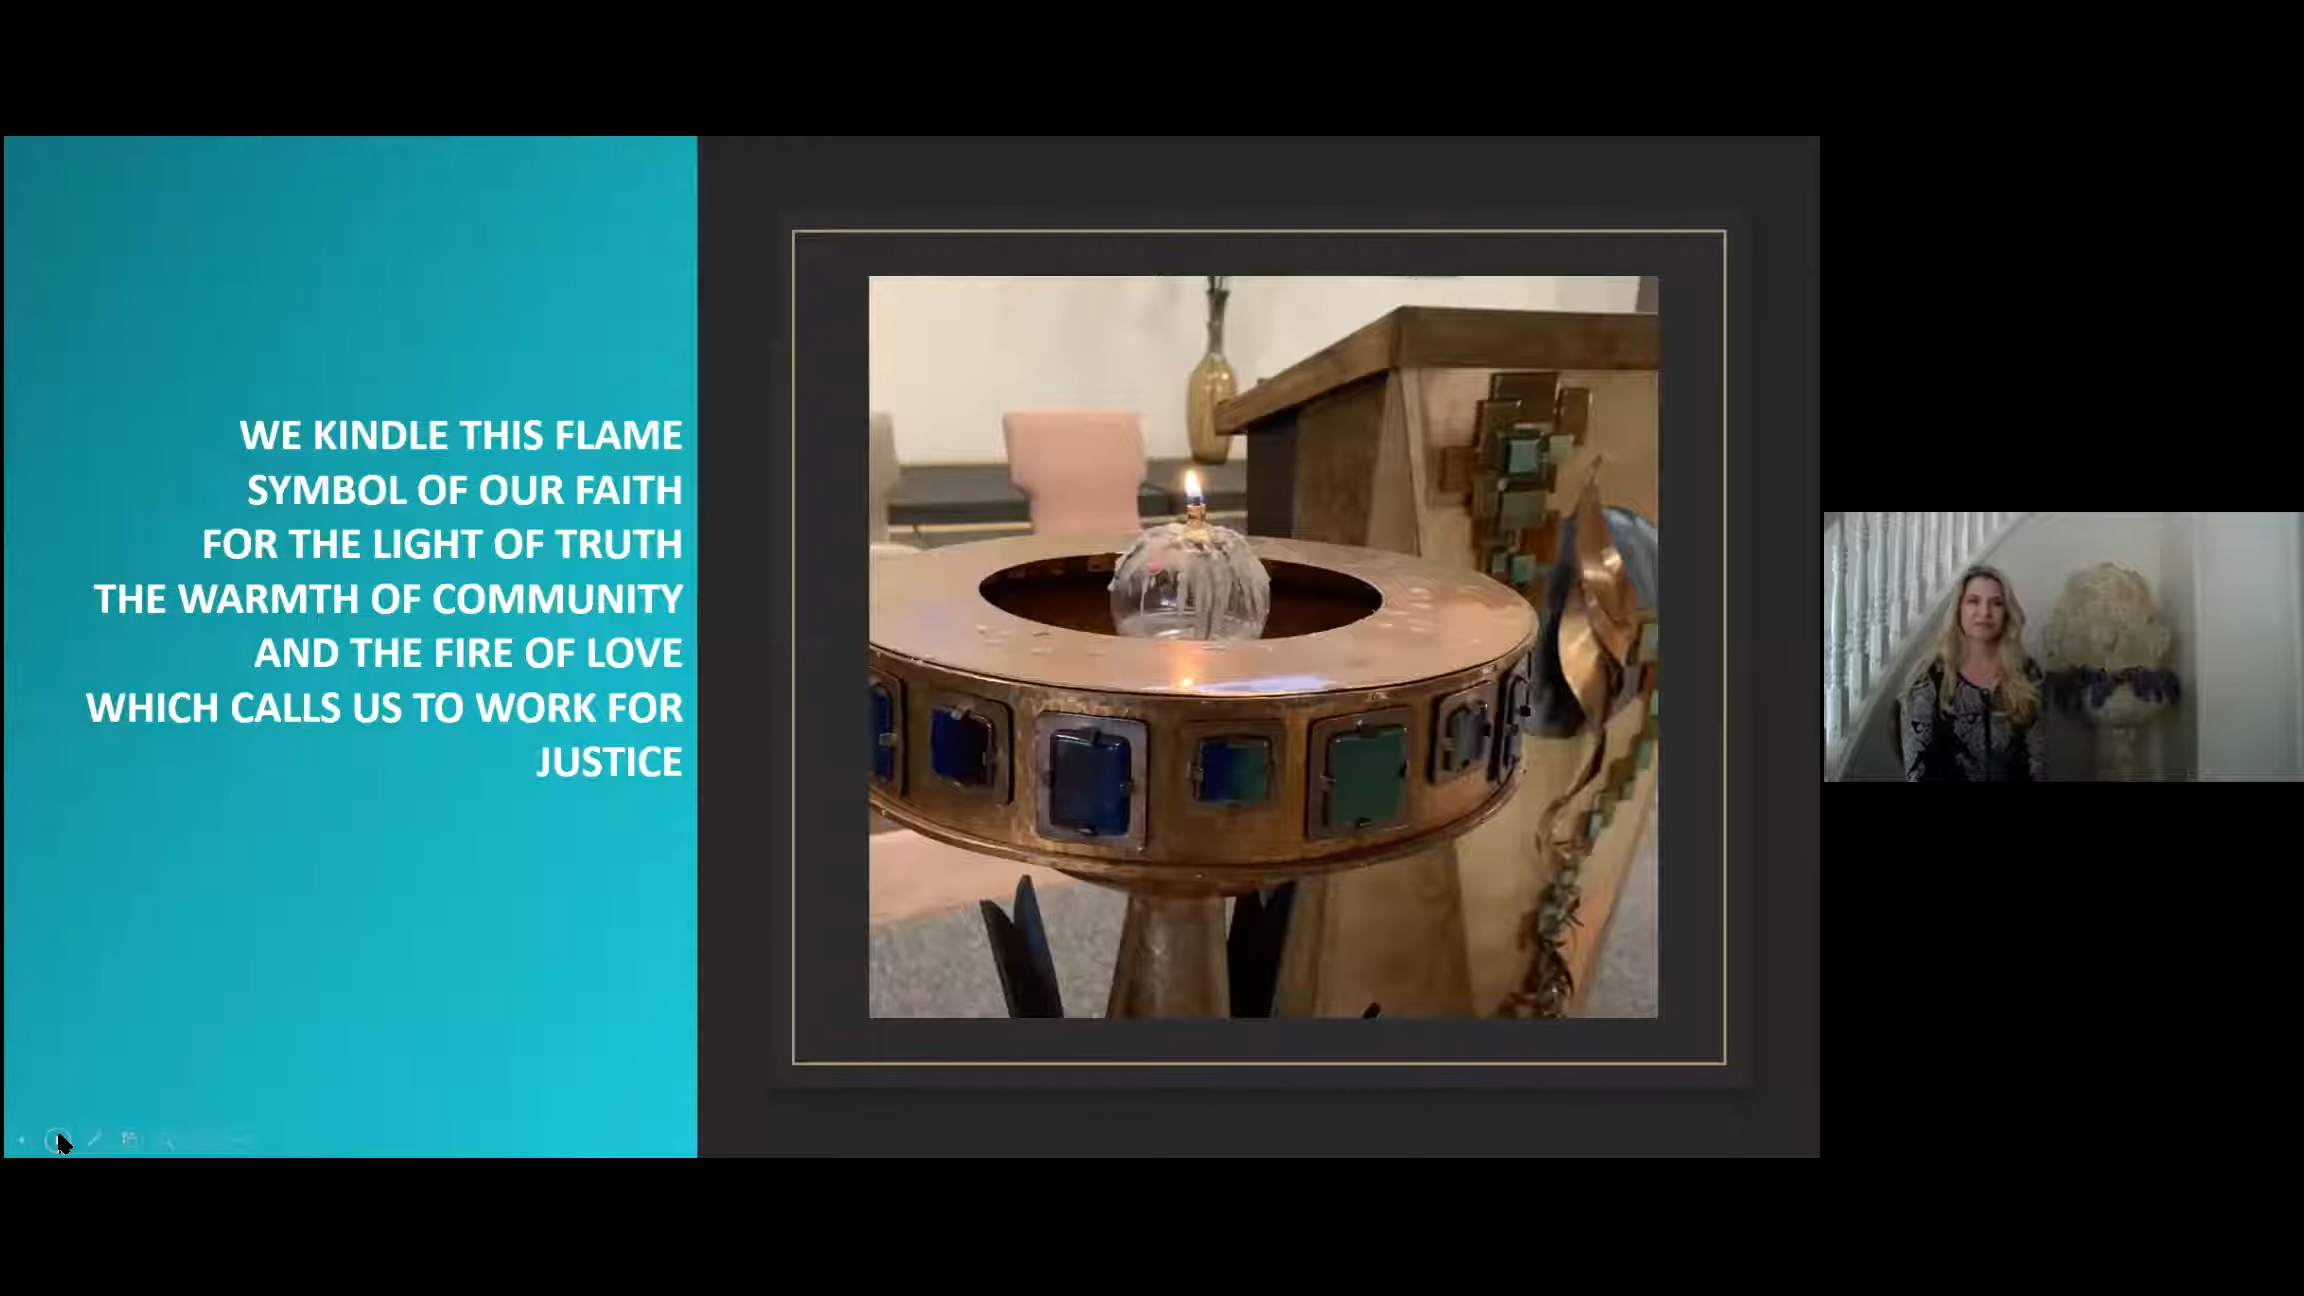 WE KINDLE THIS FLAME
SYMBOL OF OUR FAITH
FOR THE LIGHT OF TRUTH
THE WARMTH OF COMMUNITY
AND THE FIRE OF LOVE
WHICH CALLS US TO WORK FOR
JUSTICE